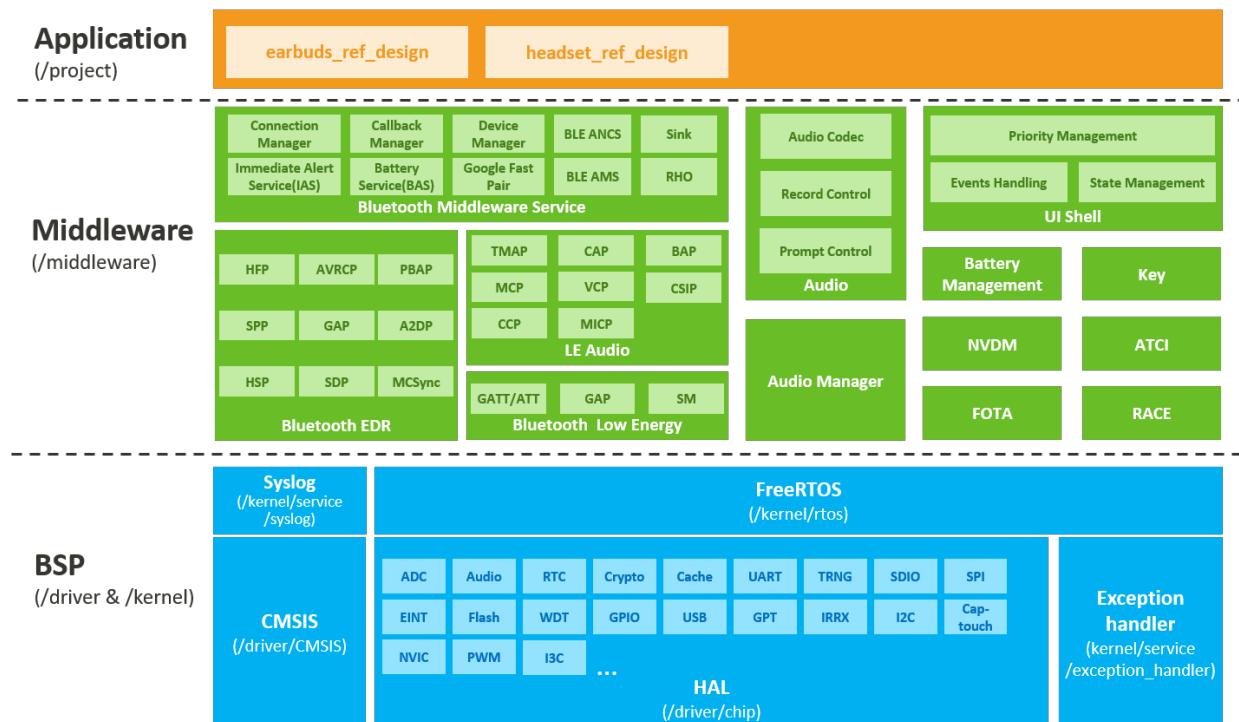 Application
(/project)
earbuds_ref_design
headset_ref_design
Middleware
(/middleware)
Connection
Manager
Callback
Manager
Device
Manager
BLE ANCS
Sink
Immediate Alert
Service(IAS)
Battery
Service(BAS)
Google Fast
Pair
BLE AMS
RHO
Bluetooth Middleware Service
HFP
AVRCP
PBAP
SPP
GAP
A2DP
HSP
SDP
MCSync
Bluetooth EDR
TMAP
CAP
BAP
MCP
VCP
CSIP
CCP
MICP
LE Audio
GATT/ATT
GAP
SM
Bluetooth Low Energy
Audio Codec
Record Control
Prompt Control
Audio
Audio Manager
Priority Management
Events Handling
State Management
UI Shell
Battery
Management
Key
NVDM
ATCI
FOTA
RACE
BSP
(/driver & /kernel)
Syslog
(/kernel/service
/syslog)
FreeRTOS
(/kernel/rtos)
CMSIS
(/driver/CMSIS)
ADC
Audio
RTC
Crypto
Cache
UART
TRNG
SDIO
SPI
EINT
Flash
WDT
GPIO
USB
GPT
IRRX
I2C
Cap-
touch
NVIC
PWM
I3C
...
HAL
(/driver/chip)
Exception
handler
(kernel/service
/exception_handler)